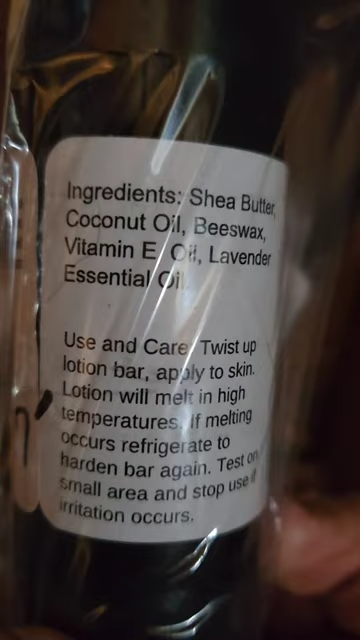 Ingredients: Shea Butter,
Coconut Oil, Beeswax,
Vitamin E Oil, Lavender
Essential Oil.
Use and Care: Twist up
lotion bar, apply to skin.
Lotion will melt in high
temperatures. If melting
occurs refrigerate to
harden bar again. Test on
small area and stop use if
irritation occurs.